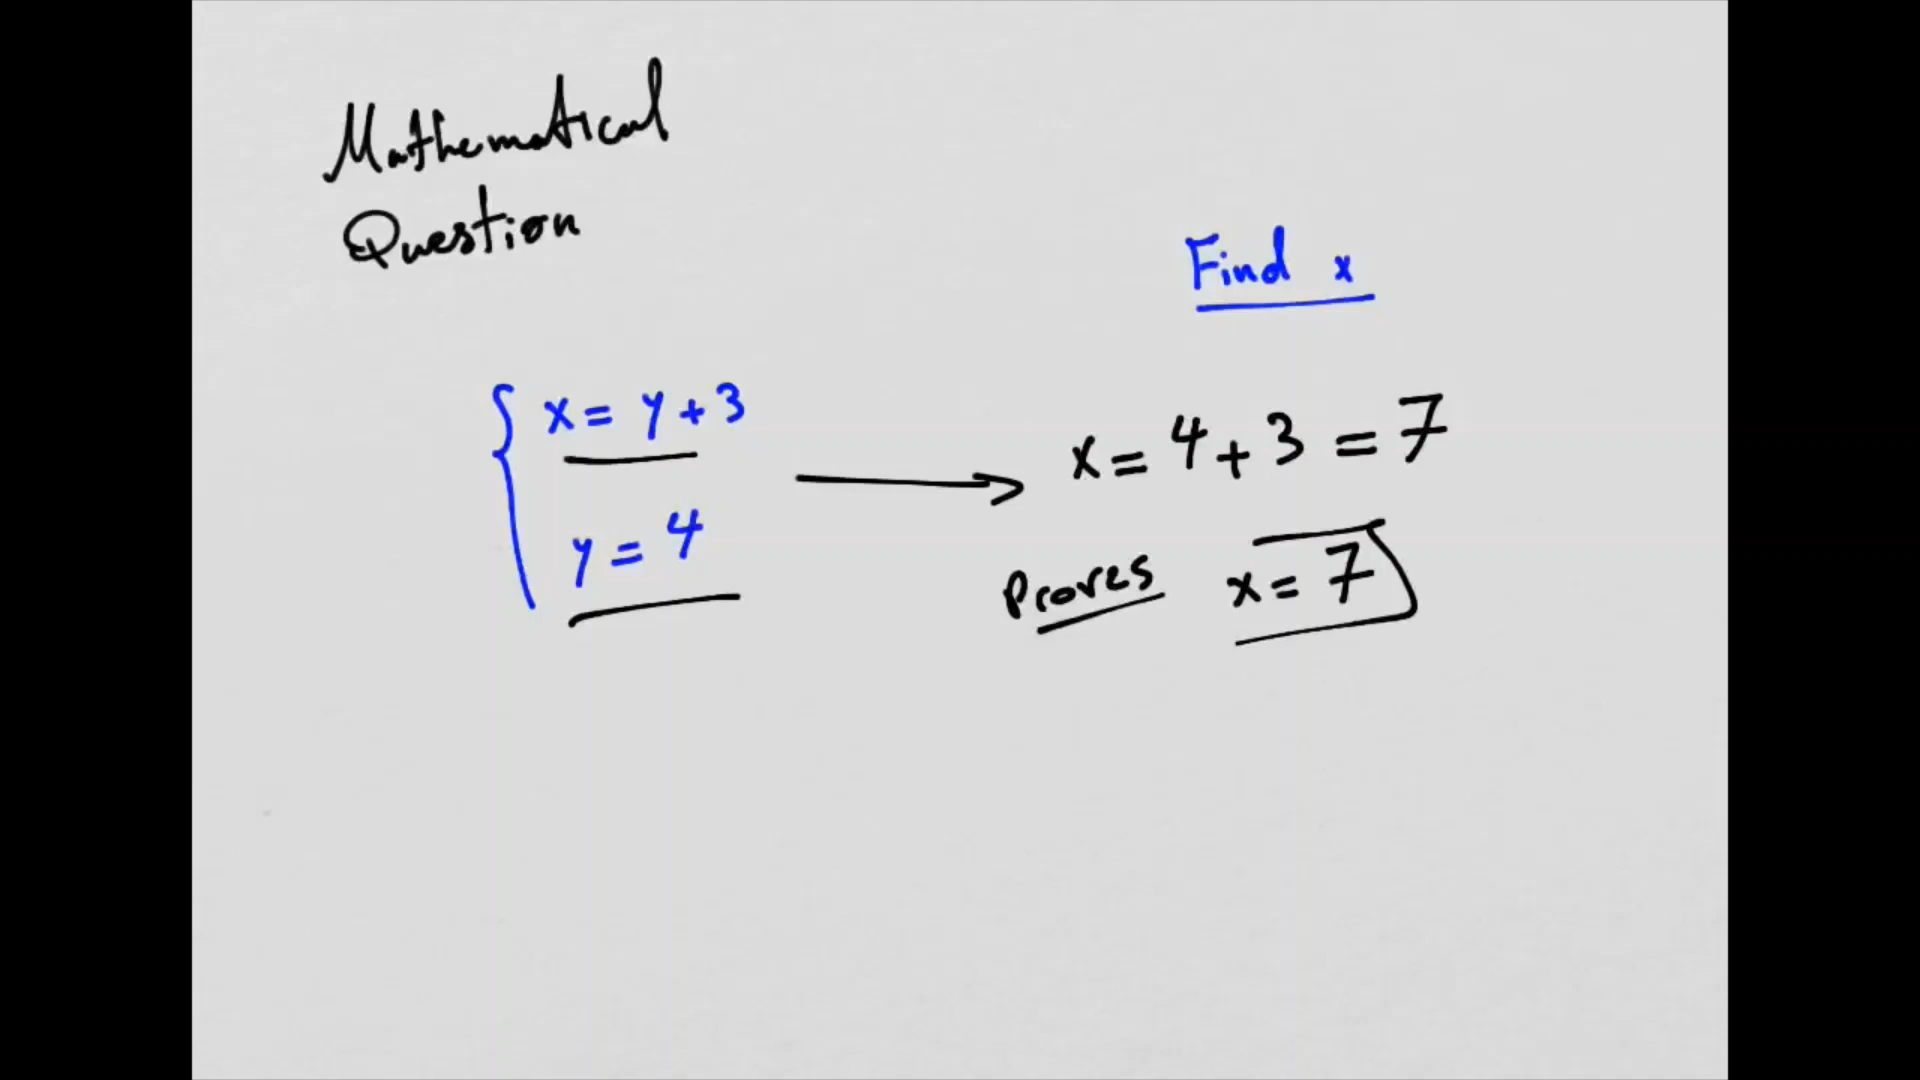 Mathematical
Question
Find x
x = y + 3
y = 4
x = 4 + 3 = 7
Proves x = 7